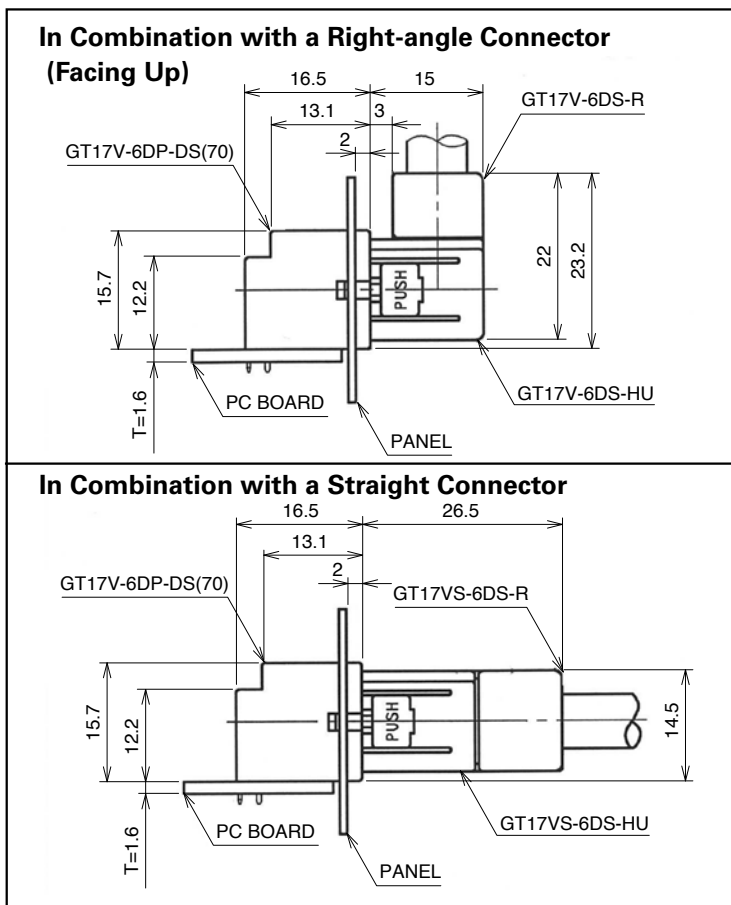 In Combination with a Right-angle Connector
(Facing Up)
16.5
15
GT17V-6DS-R
13.1
3
2
GT17V-6DP-DS(70)
15.7
12.2
PUSH
22
23.2
T=1.6
PC BOARD
GT17V-6DS-HU
PANEL
In Combination with a Straight Connector
16.5
26.5
13.1
2
GT17V-6DP-DS(70)
GT17VS-6DS-R
15.7
12.2
PUSH
14.5
T=1.6
PC BOARD
GT17VS-6DS-HU
PANEL